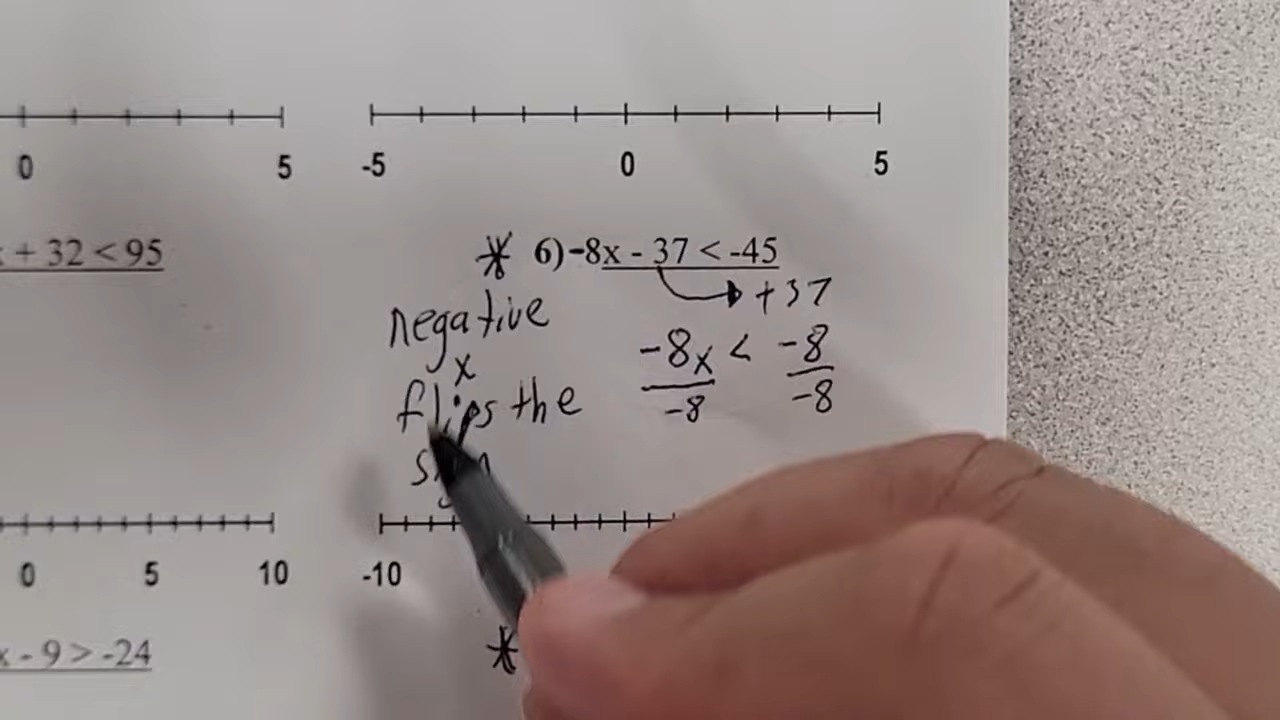 0 5
-5 0 5
+ 32 < 95
* 6) -8x - 37 < -45
+37
negative
x
flips the
-8x < -8
-8 -8
0 5 10
-10
x - 9 > -24
*